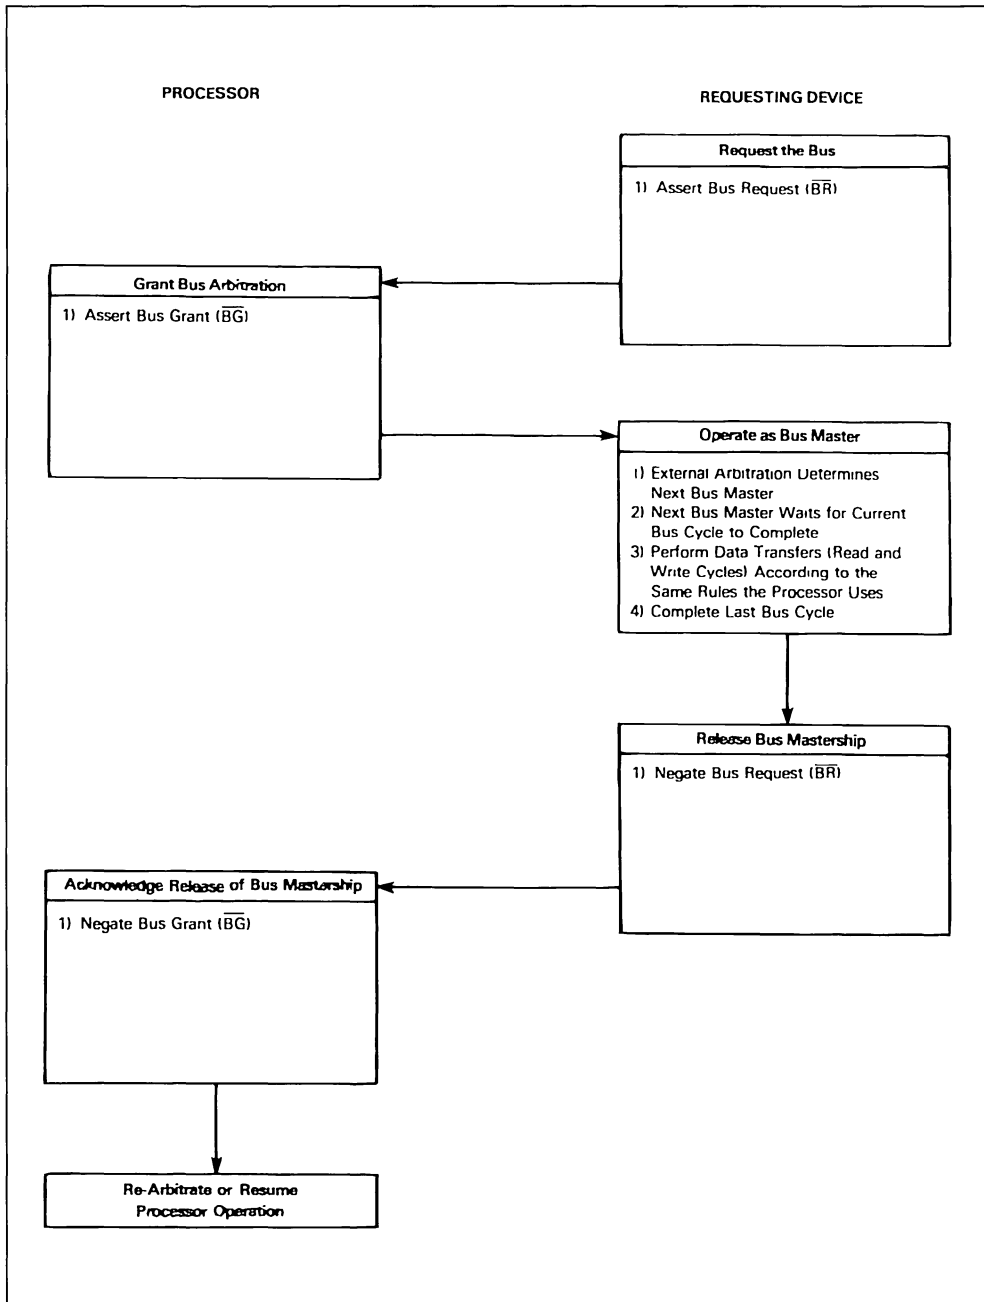 PROCESSOR
REQUESTING DEVICE
Request the Bus
1) Assert Bus Request (B̅R̅)
Grant Bus Arbitration
1) Assert Bus Grant (B̅G̅)
Operate as Bus Master
1) External Arbitration Determines
Next Bus Master
2) Next Bus Master Waits for Current
Bus Cycle to Complete
3) Perform Data Transfers (Read and
Write Cycles) According to the
Same Rules the Processor Uses
4) Complete Last Bus Cycle
Release Bus Mastership
1) Negate Bus Request (B̅R̅)
Acknowledge Release of Bus Mastership
1) Negate Bus Grant (B̅G̅)
Re-Arbitrate or Resume
Processor Operation